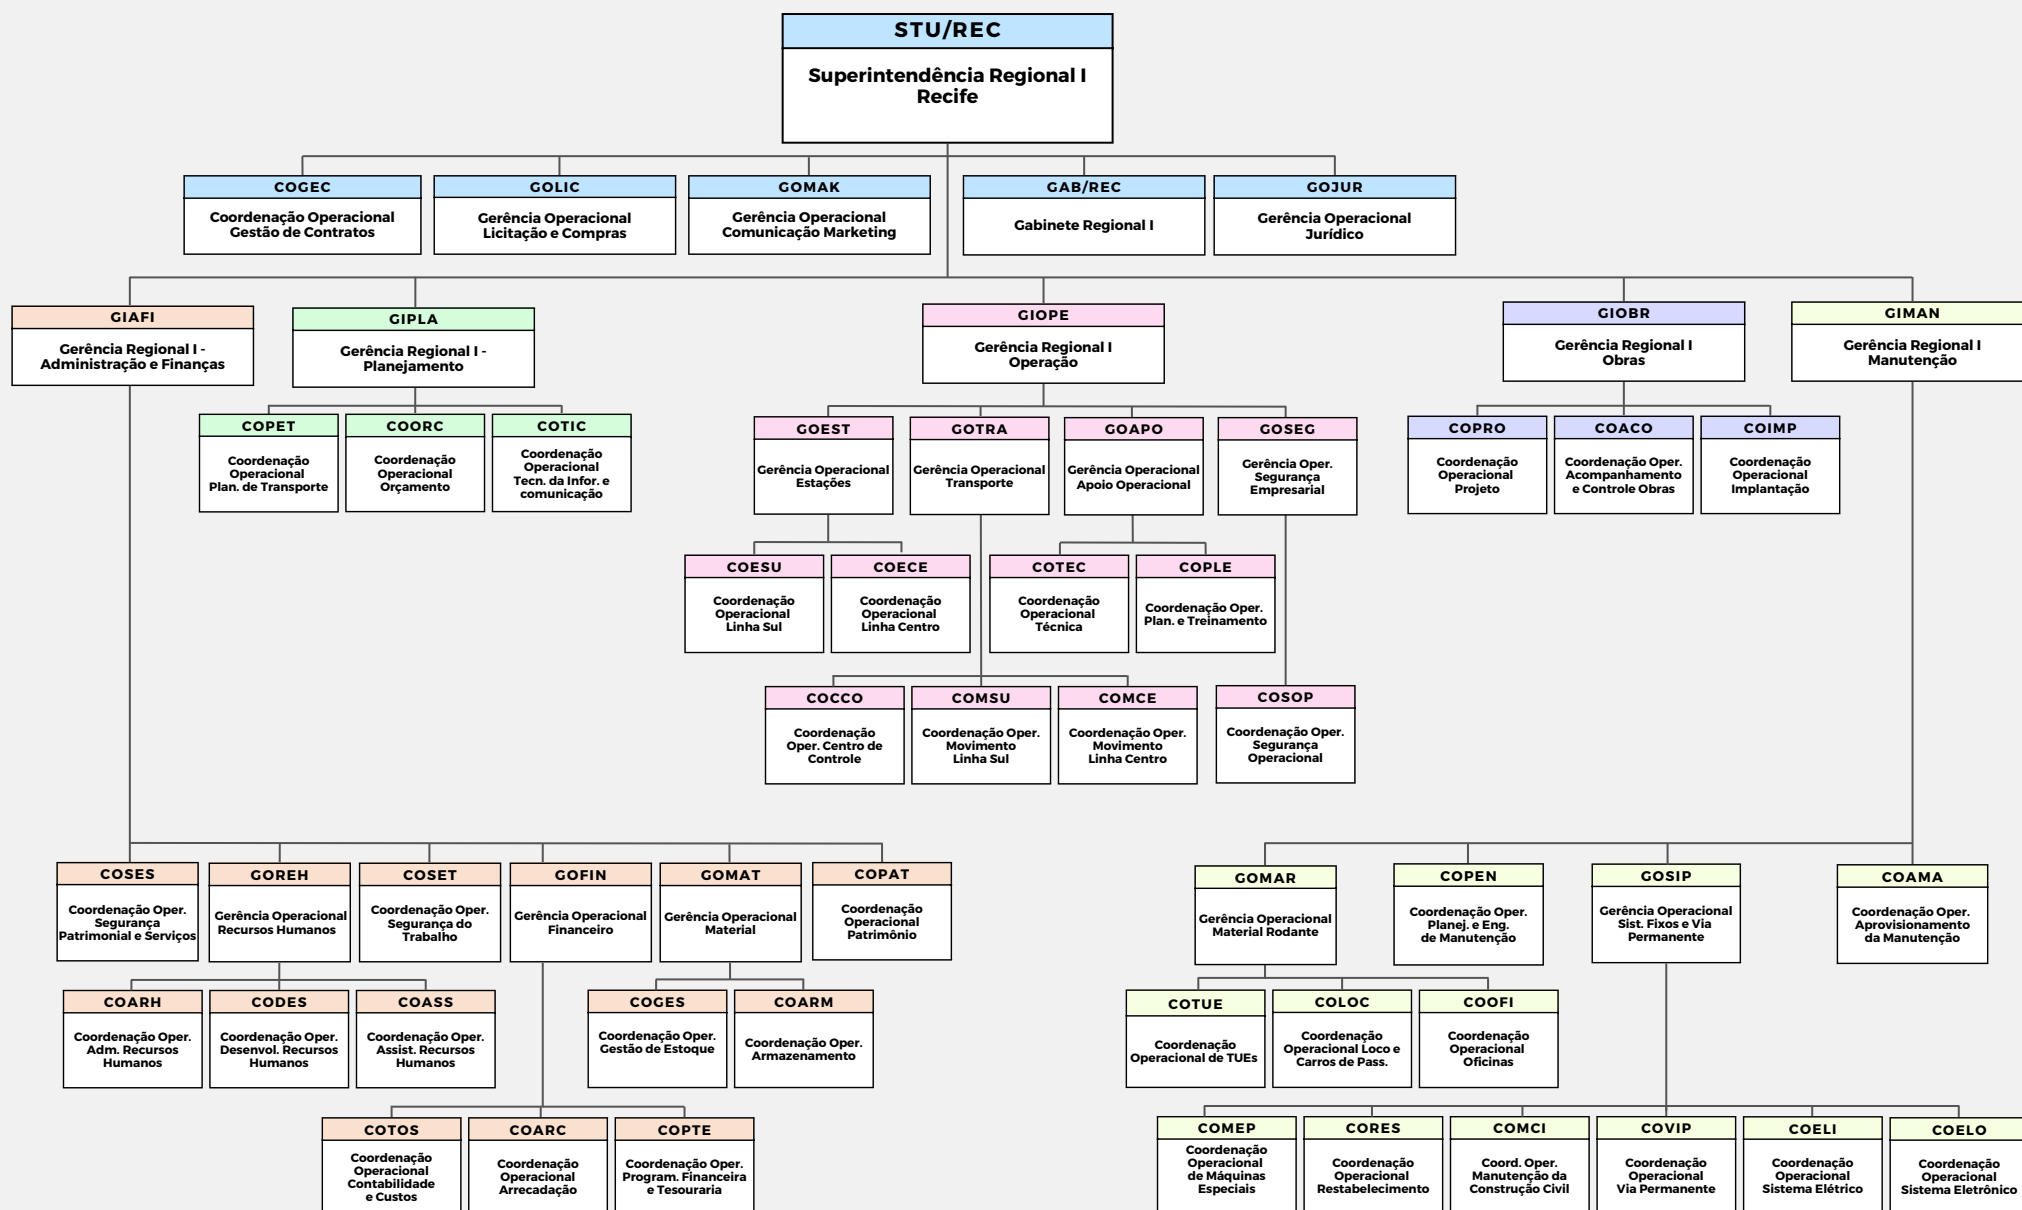 STU/REC
Superintendência Regional I
Recife
COGEC
Coordenação Operacional
Gestão de Contratos
GOLIC
Gerência Operacional
Licitação e Compras
GOMAK
Gerência Operacional
Comunicação Marketing
GAB/REC
Gabinete Regional I
GOJUR
Gerência Operacional
Jurídico
GIAFI
Gerência Regional I -
Administração e Finanças
GIPLA
Gerência Regional I -
Planejamento
GIOPE
Gerência Regional I
Operação
GIOBR
Gerência Regional I
Obras
GIMAN
Gerência Regional I
Manutenção
COPET
Coordenação
Operacional
Plan. de Transporte
COORC
Coordenação
Operacional
Orçamento
COTIC
Coordenação
Operacional
Tecn. da Infor. e
comunicação
GOEST
Gerência Operacional
Estações
GOTRA
Gerência Operacional
Transporte
GOAPO
Gerência Operacional
Apoio Operacional
GOSEG
Gerência Oper.
Segurança
Empresarial
COPRO
Coordenação
Operacional
Projeto
COACO
Coordenação Oper.
Acompanhamento
e Controle Obras
COIMP
Coordenação
Operacional
Implantação
COESU
Coordenação
Operacional
Linha Sul
COECE
Coordenação
Operacional
Linha Centro
COTEC
Coordenação
Operacional
Técnica
COPLE
Coordenação Oper.
Plan. e Treinamento
COCCO
Coordenação
Oper. Centro de
Controle
COMSU
Coordenação Oper.
Movimento
Linha Sul
COMCE
Coordenação Oper.
Movimento
Linha Centro
COSOP
Coordenação Oper.
Segurança
Operacional
COSES
Coordenação Oper.
Segurança
Patrimonial e Serviços
GOREH
Gerência Operacional
Recursos Humanos
COSET
Coordenação Oper.
Segurança do
Trabalho
GOFIN
Gerência Operacional
Financeiro
GOMAT
Gerência Operacional
Material
COPAT
Coordenação
Operacional
Patrimônio
GOMAR
Gerência Operacional
Material Rodante
COPEN
Coordenação Oper.
Planej. e Eng.
de Manutenção
GOSIP
Gerência Operacional
Sist. Fixos e Via
Permanente
COAMA
Coordenação Oper.
Aprovisionamento
da Manutenção
COARH
Coordenação Oper.
Adm. Recursos
Humanos
CODES
Coordenação Oper.
Desenvol. Recursos
Humanos
COASS
Coordenação Oper.
Assist. Recursos
Humanos
COGES
Coordenação Oper.
Gestão de Estoque
COARM
Coordenação Oper.
Armazenamento
COTUE
Coordenação
Operacional de TUEs
COLOC
Coordenação
Operacional Loco e
Carros de Pass.
COOFI
Coordenação
Operacional
Oficinas
COTOS
Coordenação
Operacional
Contabilidade
e Custos
COARC
Coordenação
Operacional
Arrecadação
COPTE
Coordenação Oper.
Program. Financeira
e Tesouraria
COMEP
Coordenação
Operacional
de Máquinas
Especiais
CORES
Coordenação
Operacional
Restabelecimento
COMCI
Coord. Oper.
Manutenção da
Construção Civil
COVIP
Coordenação
Operacional
Via Permanente
COELI
Coordenação
Operacional
Sistema Elétrico
COELO
Coordenação
Operacional
Sistema Eletrônico